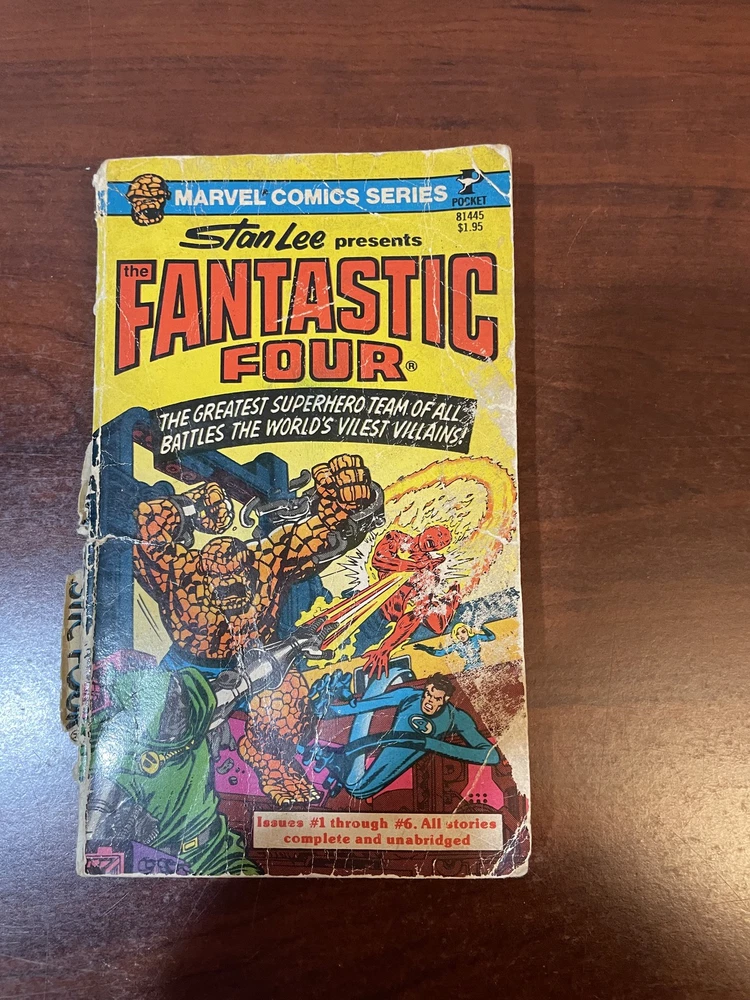 MARVEL COMICS SERIES
POCKET
81445
$1.95
Stan Lee presents
the
FANTASTIC
FOUR®
THE GREATEST SUPERHERO TEAM OF ALL
BATTLES THE WORLD'S VILEST VILLAINS!
Issues #1 through #6. All stories
complete and unabridged
FOUR